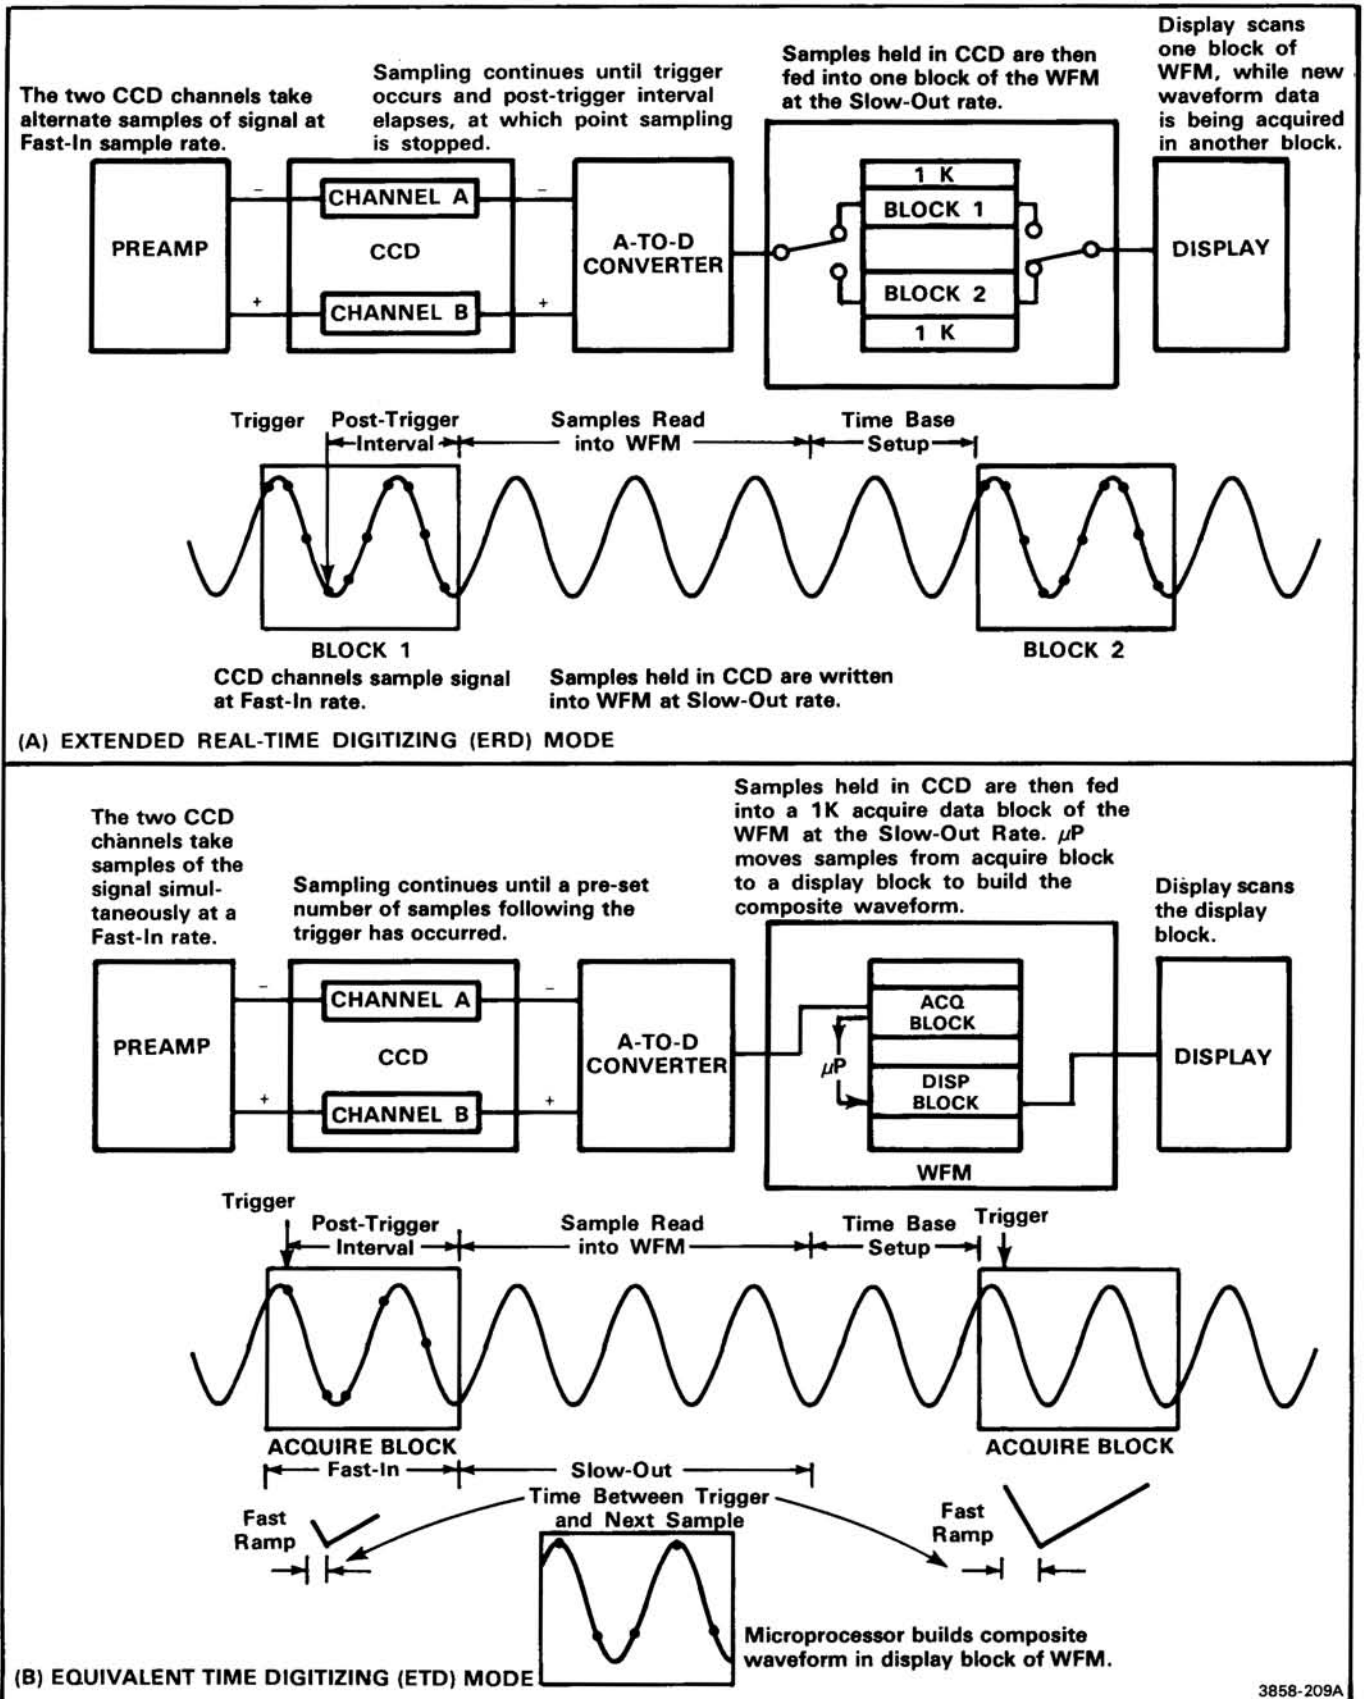 The two CCD channels take
alternate samples of signal at
Fast-In sample rate.
Sampling continues until trigger
occurs and post-trigger interval
elapses, at which point sampling
is stopped.
Samples held in CCD are then
fed into one block of the WFM
at the Slow-Out rate.
Display scans
one block of
WFM, while new
waveform data
is being acquired
in another block.
PREAMP
−
+
CHANNEL A
CCD
CHANNEL B
−
+
A-TO-D
CONVERTER
1 K
BLOCK 1
BLOCK 2
1 K
DISPLAY
Trigger
Post-Trigger
Interval
Samples Read
into WFM
Time Base
Setup
BLOCK 1
BLOCK 2
CCD channels sample signal
at Fast-In rate.
Samples held in CCD are written
into WFM at Slow-Out rate.
(A) EXTENDED REAL-TIME DIGITIZING (ERD) MODE
The two CCD
channels take
samples of the
signal simul-
taneously at a
Fast-In rate.
Sampling continues until a pre-set
number of samples following the
trigger has occurred.
Samples held in CCD are then fed
into a 1K acquire data block of the
WFM at the Slow-Out Rate. μP
moves samples from acquire block
to a display block to build the
composite waveform.
Display scans
the display
block.
PREAMP
−
+
CHANNEL A
CCD
CHANNEL B
−
+
A-TO-D
CONVERTER
ACQ
BLOCK
μP
DISP
BLOCK
WFM
DISPLAY
Trigger
Post-Trigger
Interval
Sample Read
into WFM
Time Base
Setup
Trigger
ACQUIRE BLOCK
ACQUIRE BLOCK
Fast-In
Slow-Out
Fast
Ramp
Time Between Trigger
and Next Sample
Fast
Ramp
Microprocessor builds composite
waveform in display block of WFM.
(B) EQUIVALENT TIME DIGITIZING (ETD) MODE
3858-209A